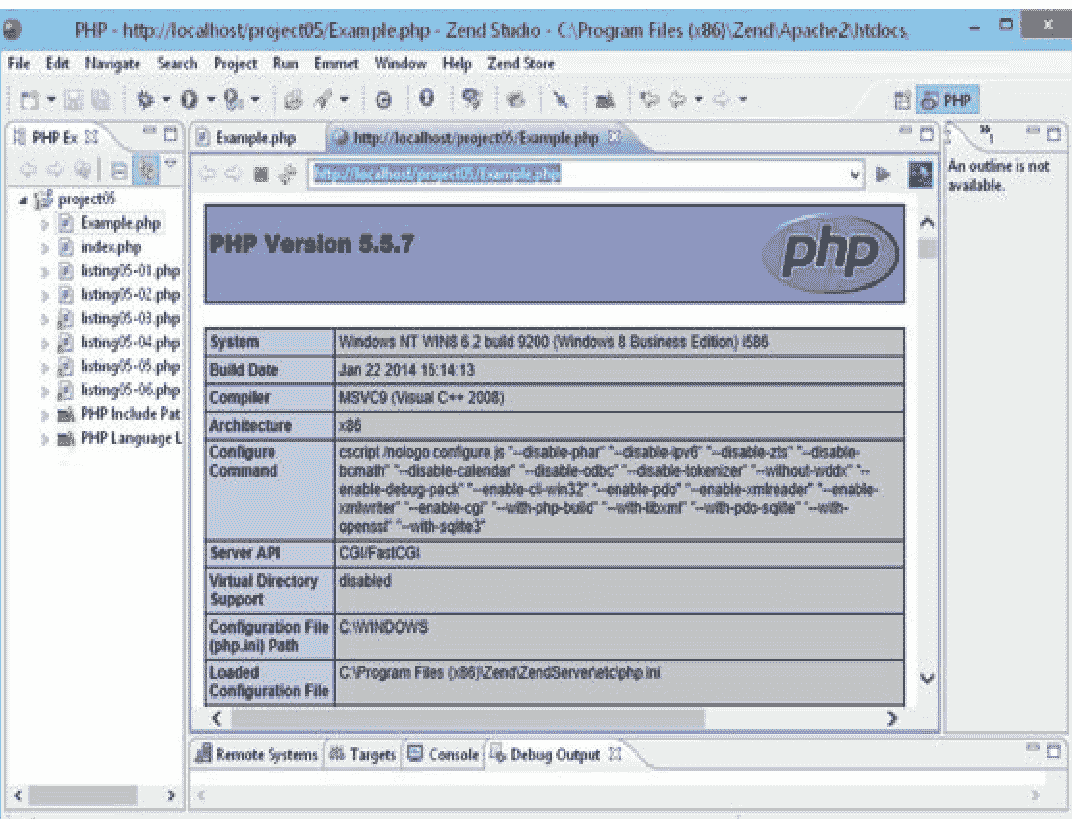 PHP - http://localhost/project05/Example.php - Zend Studio - C:\Program Files (x86)\Zend\Apache2\htdocs,
File Edit Navigate Search Project Run Emmet Window Help Zend Store
PHP
PHP Ex
Example.php
http://localhost/project05/Example.php
http://localhost/project05/Example.php
An outline is not
available.
project05
Example.php
index.php
listing05-01.php
listing05-02.php
listing05-03.php
listing05-04.php
listing05-05.php
listing05-06.php
PHP Include Pat
PHP Language L
PHP Version 5.5.7
php
System
Windows NT WIN8 6.2 build 9200 (Windows 8 Business Edition) i586
Build Date
Jan 22 2014 15:14:13
Compiler
MSVC9 (Visual C++ 2008)
Architecture
x86
Configure
Command
cscript /nologo configure.js "--disable-phar" "--disable-ipv6" "--disable-zts" "--disable-
bcmath" "--disable-calendar" "--disable-odbc" "--disable-tokenizer" "--without-wddx" "--
enable-debug-pack" "--enable-cli-win32" "--enable-pdo" "--enable-xmlreader" "--enable-
xmlwriter" "--enable-cgi" "--with-php-build" "--with-libxml" "--with-pdo-sqlite" "--with-
openssl" "--with-sqlite3"
Server API
CGI/FastCGI
Virtual Directory
Support
disabled
Configuration File
(php.ini) Path
C:\WINDOWS
Loaded
Configuration File
C:\Program Files (x86)\Zend\ZendServer\etc\php.ini
Remote Systems
Targets
Console
Debug Output